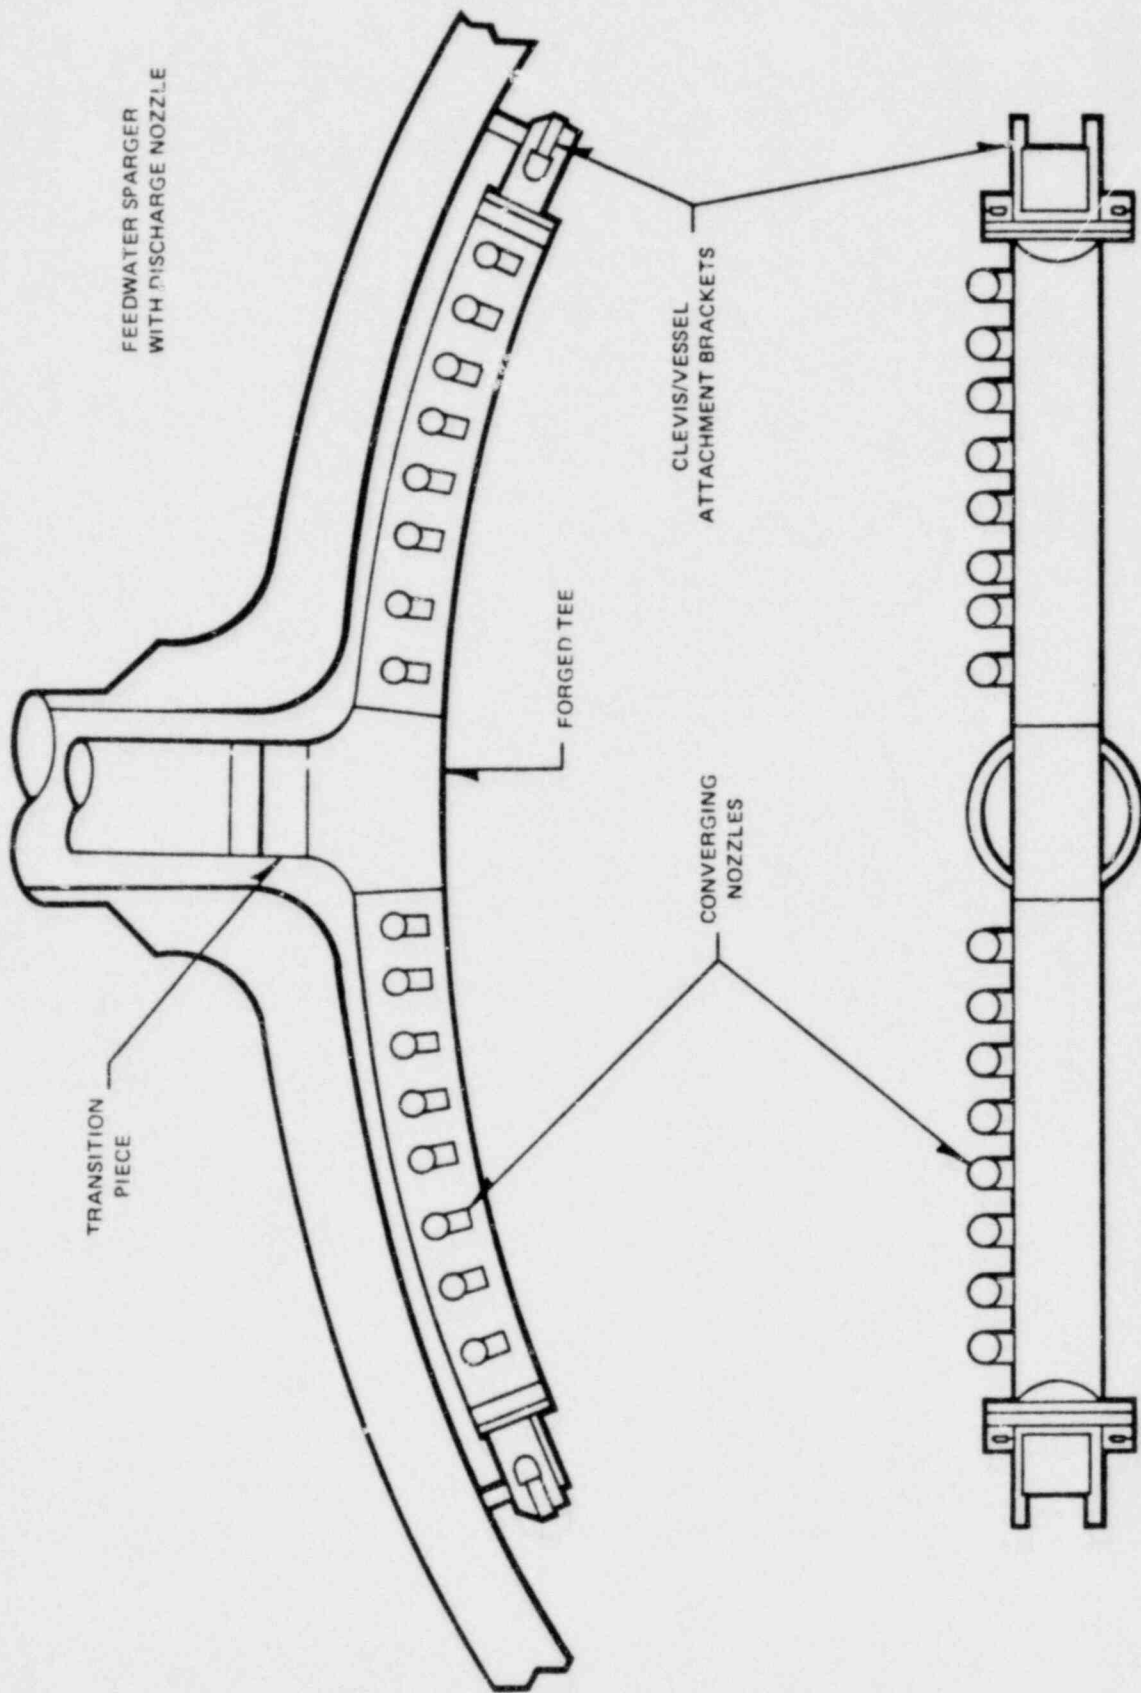 FEEDWATER SPARGER
WITH DISCHARGE NOZZLE
TRANSITION
PIECE
FORGED TEE
CLEVIS/VESSEL
ATTACHMENT BRACKETS
CONVERGING
NOZZLES